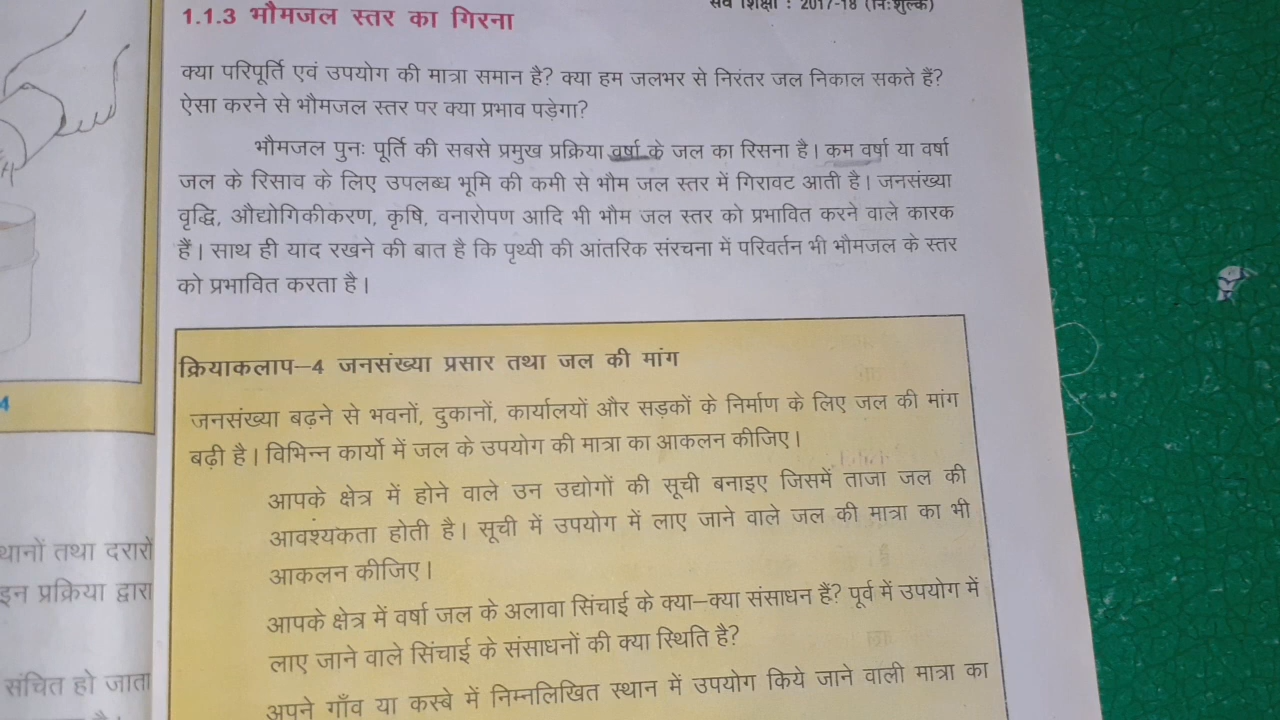 सर्व शिक्षा : 2017-18 (निःशुल्क)
1.1.3 भौमजल स्तर का गिरना
क्या परिपूर्ति एवं उपयोग की मात्रा समान है? क्या हम जलभर से निरंतर जल निकाल सकते हैं?
ऐसा करने से भौमजल स्तर पर क्या प्रभाव पड़ेगा?
भौमजल पुनः पूर्ति की सबसे प्रमुख प्रक्रिया वर्षा के जल का रिसना है। कम वर्षा या वर्षा
जल के रिसाव के लिए उपलब्ध भूमि की कमी से भौम जल स्तर में गिरावट आती है। जनसंख्या
वृद्धि, औद्योगिकीकरण, कृषि, वनारोपण आदि भी भौम जल स्तर को प्रभावित करने वाले कारक
हैं। साथ ही याद रखने की बात है कि पृथ्वी की आंतरिक संरचना में परिवर्तन भी भौमजल के स्तर
को प्रभावित करता है।
क्रियाकलाप–4 जनसंख्या प्रसार तथा जल की मांग
जनसंख्या बढ़ने से भवनों, दुकानों, कार्यालयों और सड़कों के निर्माण के लिए जल की मांग
बढ़ी है। विभिन्न कार्यो में जल के उपयोग की मात्रा का आकलन कीजिए।
आपके क्षेत्र में होने वाले उन उद्योगों की सूची बनाइए जिसमें ताजा जल की
आवश्यकता होती है। सूची में उपयोग में लाए जाने वाले जल की मात्रा का भी
आकलन कीजिए।
आपके क्षेत्र में वर्षा जल के अलावा सिंचाई के क्या–क्या संसाधन हैं? पूर्व में उपयोग में
लाए जाने वाले सिंचाई के संसाधनों की क्या स्थिति है?
अपने गाँव या कस्बे में निम्नलिखित स्थान में उपयोग किये जाने वाली मात्रा का
4
थानों तथा दरारों
इन प्रक्रिया द्वारा
संचित हो जाता